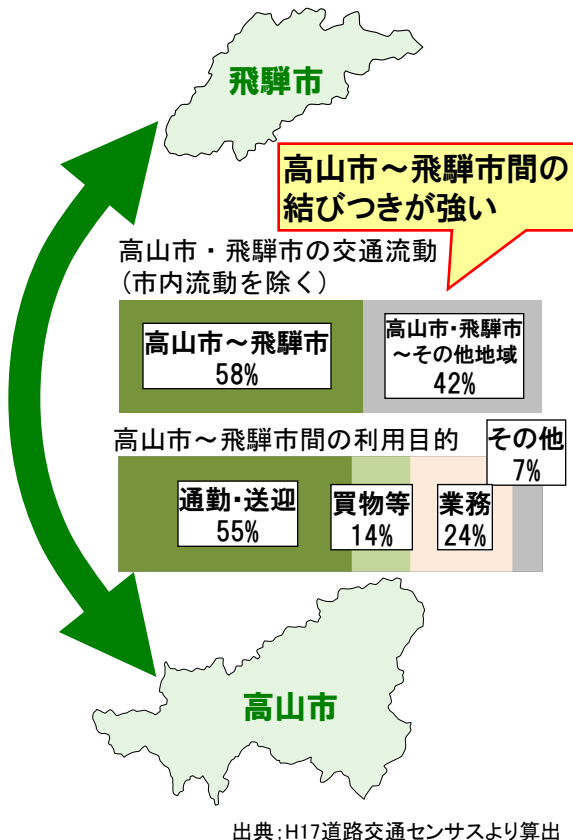 飛騨市
高山市～飛騨市間の
結びつきが強い
高山市・飛騨市の交通流動
(市内流動を除く)
高山市～飛騨市
58%
高山市・飛騨市
～その他地域
42%
高山市～飛騨市間の利用目的
通勤・送迎
55%
買物等
14%
業務
24%
その他
7%
高山市
出典;H17道路交通センサスより算出